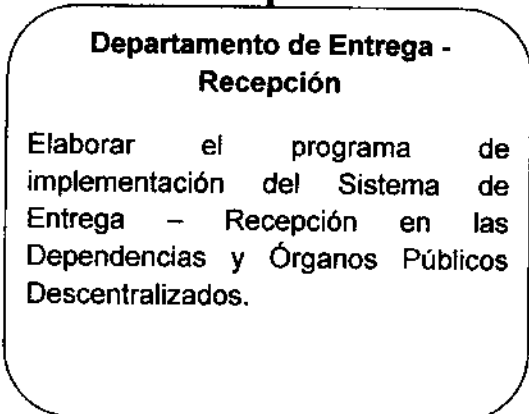 Departamento de Entrega -
Recepción
Elaborar el programa de
implementación del Sistema de
Entrega – Recepción en las
Dependencias y Órganos Públicos
Descentralizados.